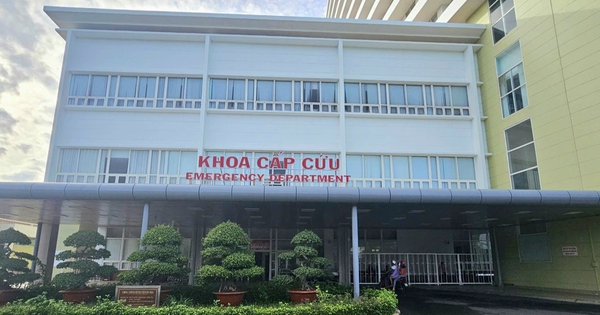 KHOA CẤP CỨU
EMERGENCY DEPARTMENT